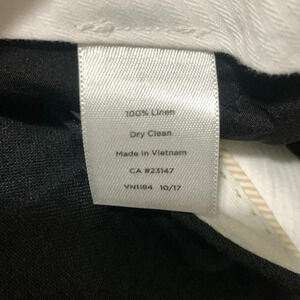 100% Linen
Dry Clean
Made in Vietnam
CA #23147
VN1184 10/17